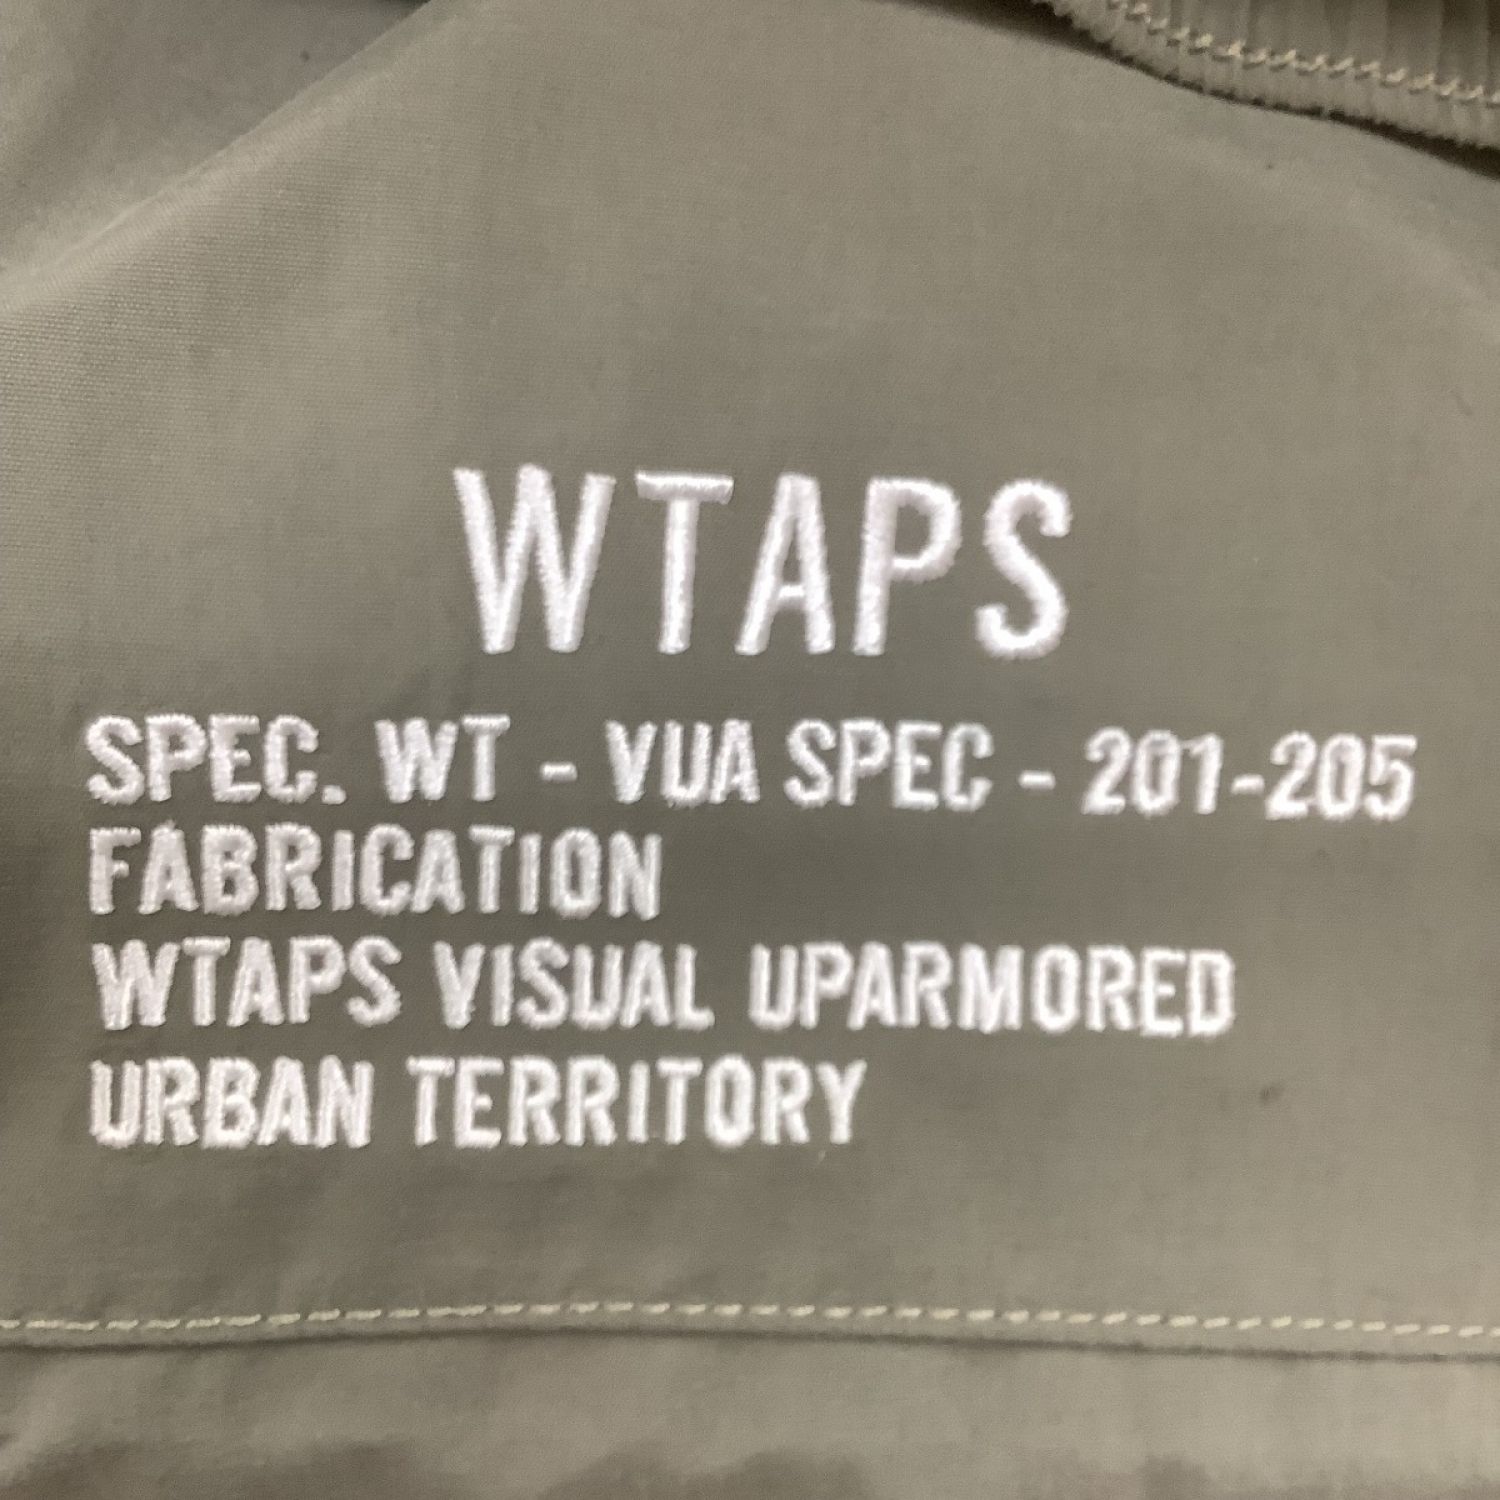 WTAPS
SPEC. WT - VUA SPEC - 201-205
FABRICATION
WTAPS VISUAL UPARMORED
URBAN TERRITORY